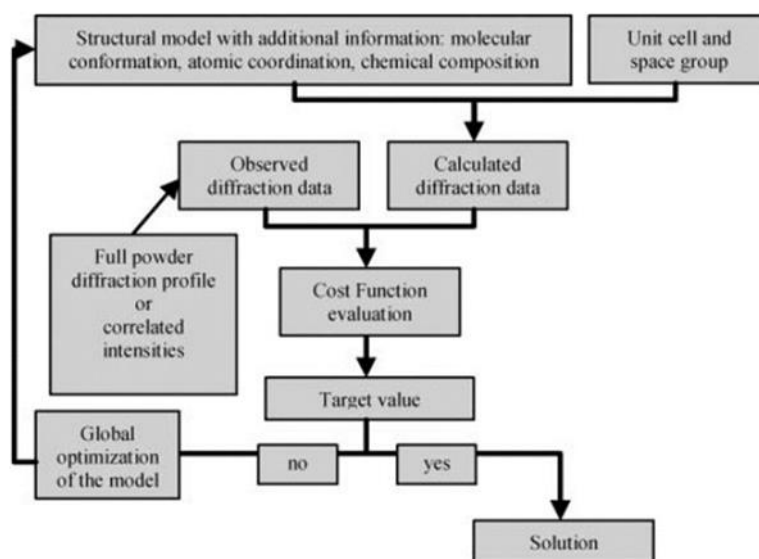 Structural model with additional information: molecular
conformation, atomic coordination, chemical composition
Unit cell and
space group
Observed
diffraction data
Calculated
diffraction data
Full powder
diffraction profile
or
correlated
intensities
Cost Function
evaluation
Target value
Global
optimization
of the model
no
yes
Solution